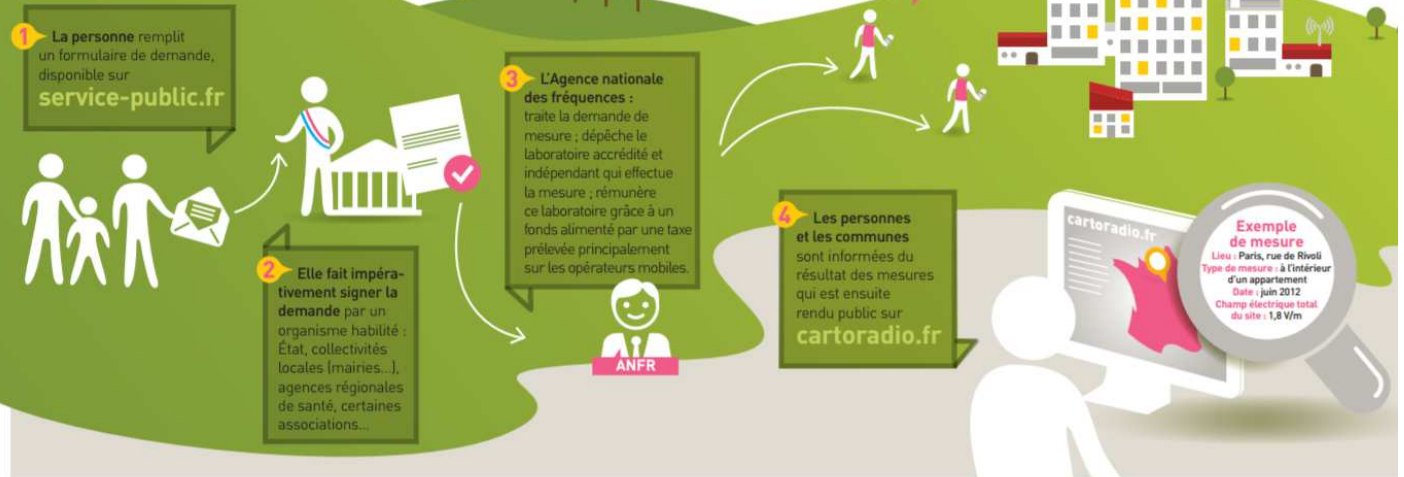 1 La personne remplit
un formulaire de demande,
disponible sur
service-public.fr
2 Elle fait impéra-
tivement signer la
demande par un
organisme habilité :
État, collectivités
locales (mairies...),
agences régionales
de santé, certaines
associations...
3 L'Agence nationale
des fréquences :
traite la demande de
mesure ; dépêche le
laboratoire accrédité et
indépendant qui effectue
la mesure ; rémunère
ce laboratoire grâce à un
fonds alimenté par une taxe
prélevée principalement
sur les opérateurs mobiles.
ANFR
4 Les personnes
et les communes
sont informées du
résultat des mesures
qui est ensuite
rendu public sur
cartoradio.fr
cartoradio.fr
Exemple
de mesure
Lieu : Paris, rue de Rivoli
Type de mesure : à l'intérieur
d'un appartement
Date : juin 2012
Champ électrique total
du site : 1,8 V/m